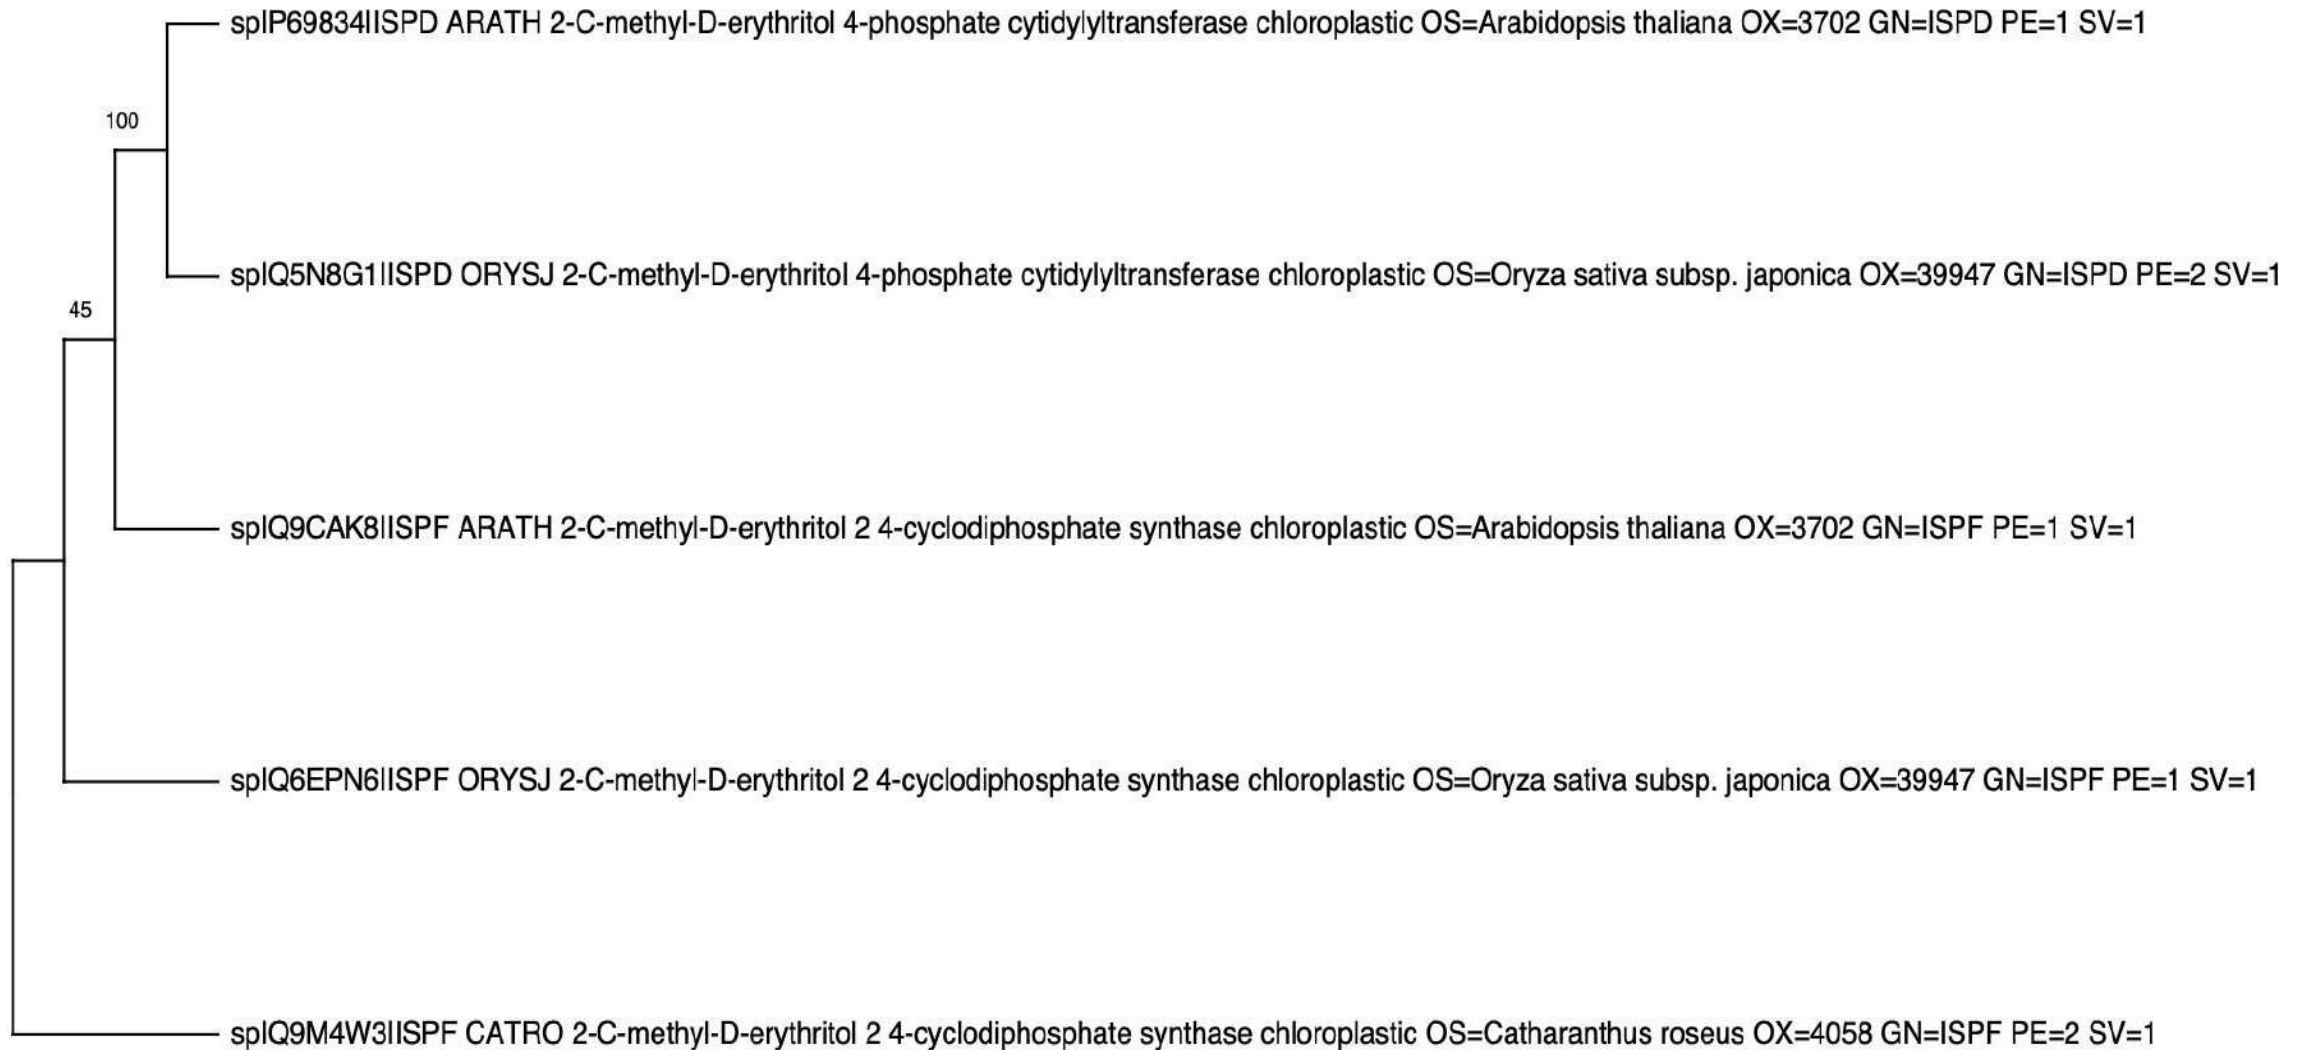 sp|P69834|ISPD ARATH 2-C-methyl-D-erythritol 4-phosphate cytidylyltransferase chloroplastic OS=Arabidopsis thaliana OX=3702 GN=ISPD PE=1 SV=1
100
sp|Q5N8G1|ISPD ORYSJ 2-C-methyl-D-erythritol 4-phosphate cytidylyltransferase chloroplastic OS=Oryza sativa subsp. japonica OX=39947 GN=ISPD PE=2 SV=1
45
sp|Q9CAK8|ISPF ARATH 2-C-methyl-D-erythritol 2 4-cyclodiphosphate synthase chloroplastic OS=Arabidopsis thaliana OX=3702 GN=ISPF PE=1 SV=1
sp|Q6EPN6|ISPF ORYSJ 2-C-methyl-D-erythritol 2 4-cyclodiphosphate synthase chloroplastic OS=Oryza sativa subsp. japonica OX=39947 GN=ISPF PE=1 SV=1
sp|Q9M4W3|ISPF CATRO 2-C-methyl-D-erythritol 2 4-cyclodiphosphate synthase chloroplastic OS=Catharanthus roseus OX=4058 GN=ISPF PE=2 SV=1